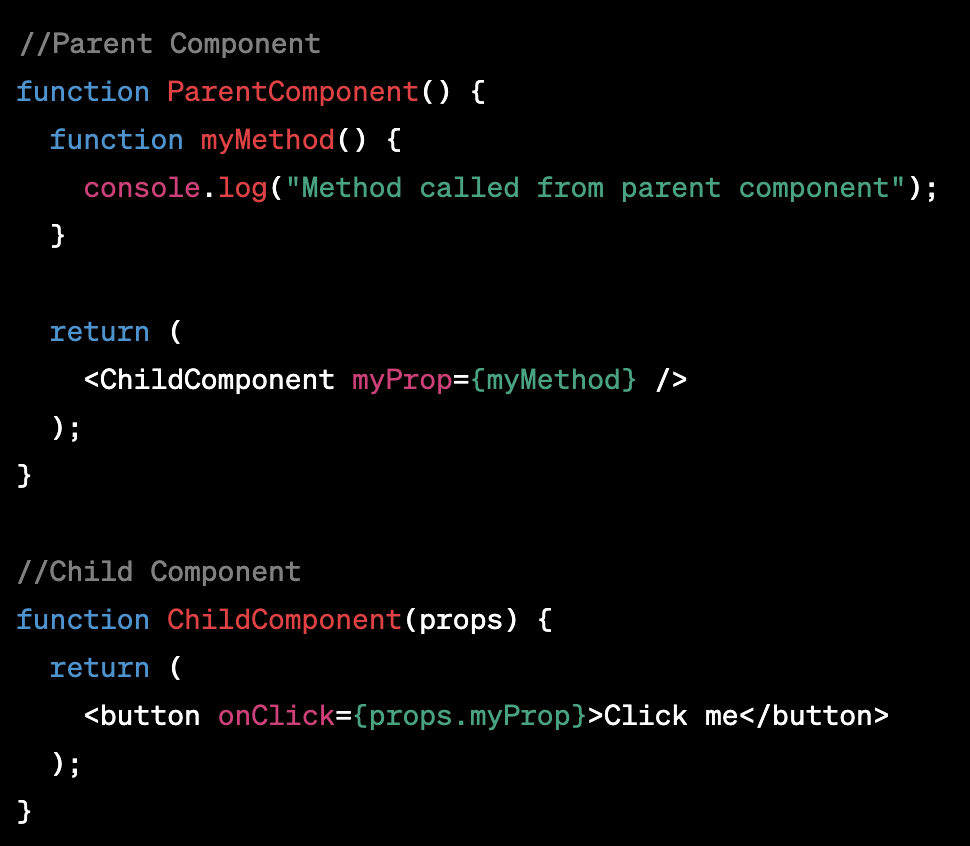 //Parent Component
function ParentComponent() {
  function myMethod() {
    console.log("Method called from parent component");
  }

  return (
    <ChildComponent myProp={myMethod} />
  );
}

//Child Component
function ChildComponent(props) {
  return (
    <button onClick={props.myProp}>Click me</button>
  );
}